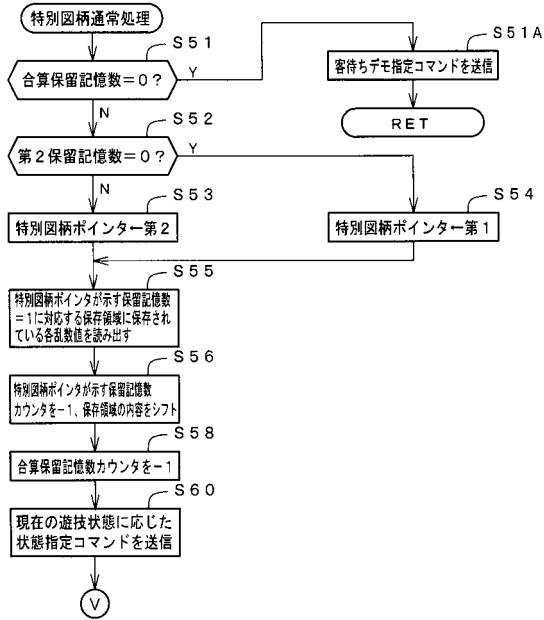 特別図柄通常処理
S51
合算保留記憶数=0?
Y
S51A
客待ちデモ指定コマンドを送信
RET
N
S52
第2保留記憶数=0?
Y
N
S53
特別図柄ポインター第2
S54
特別図柄ポインター第1
S55
特別図柄ポインタが示す保留記憶数
=1に対応する保存領域に保存され
ている各乱数値を読み出す
S56
特別図柄ポインタが示す保留記憶数
カウンタを-1、保存領域の内容をシフト
S58
合算保留記憶数カウンタを-1
S60
現在の遊技状態に応じた
状態指定コマンドを送信
V